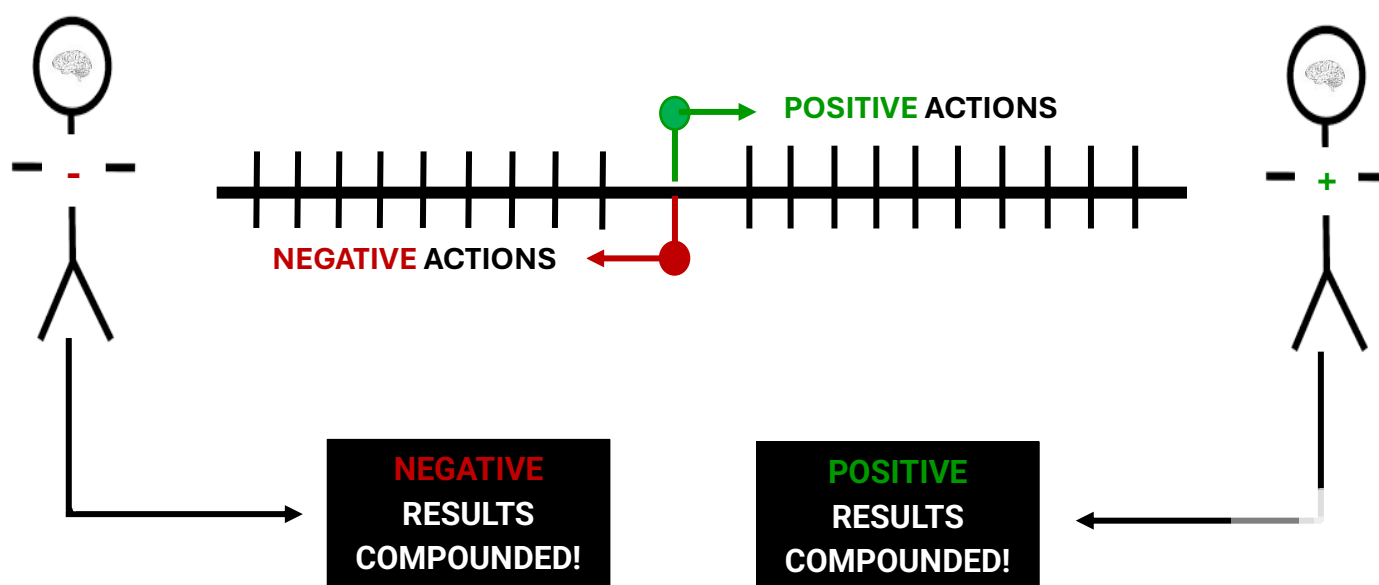 POSITIVE ACTIONS
-
+
NEGATIVE ACTIONS
NEGATIVE
RESULTS
COMPOUNDED!
POSITIVE
RESULTS
COMPOUNDED!